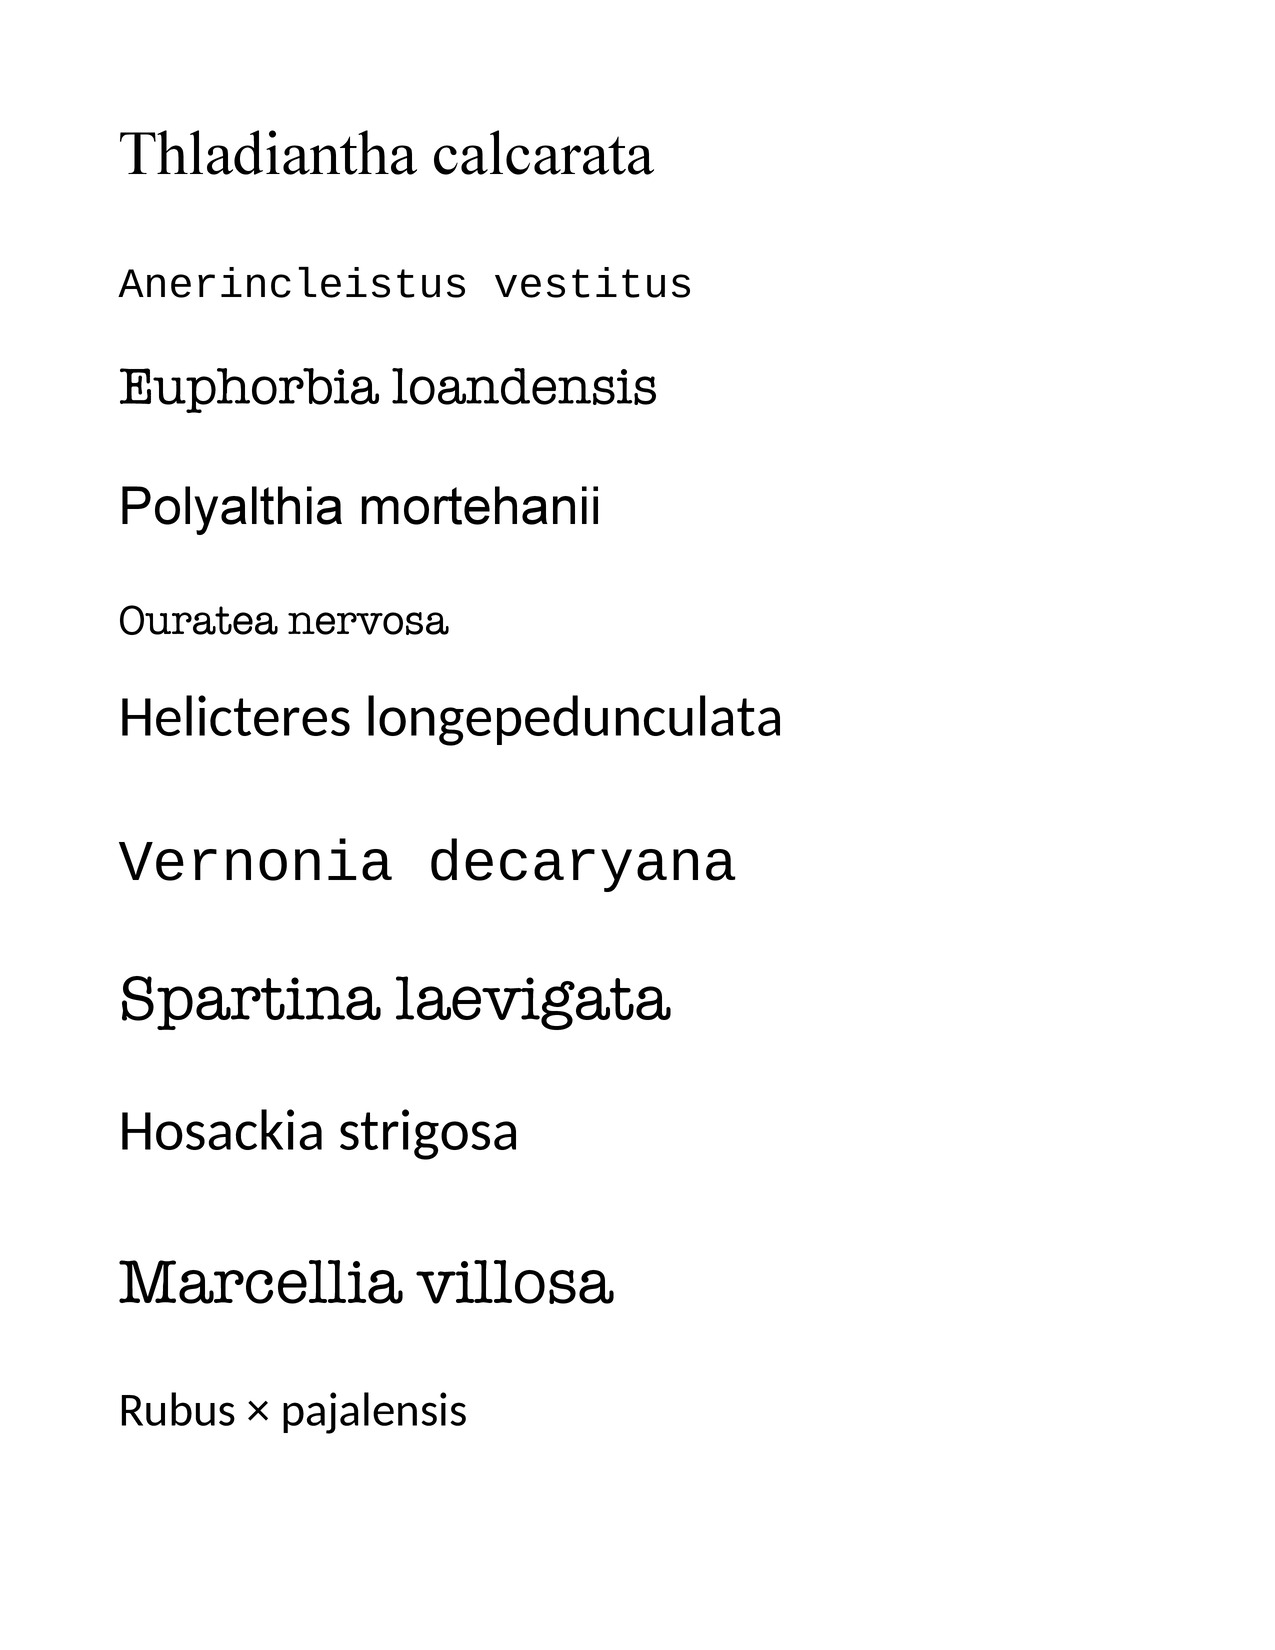 Thladiantha calcarata
Anerincleistus vestitus
Euphorbia loandensis
Polyalthia mortehanii
Ouratea nervosa
Helicteres longepedunculata
Vernonia decaryana
Spartina laevigata
Hosackia strigosa
Marcellia villosa
Rubus × pajalensis